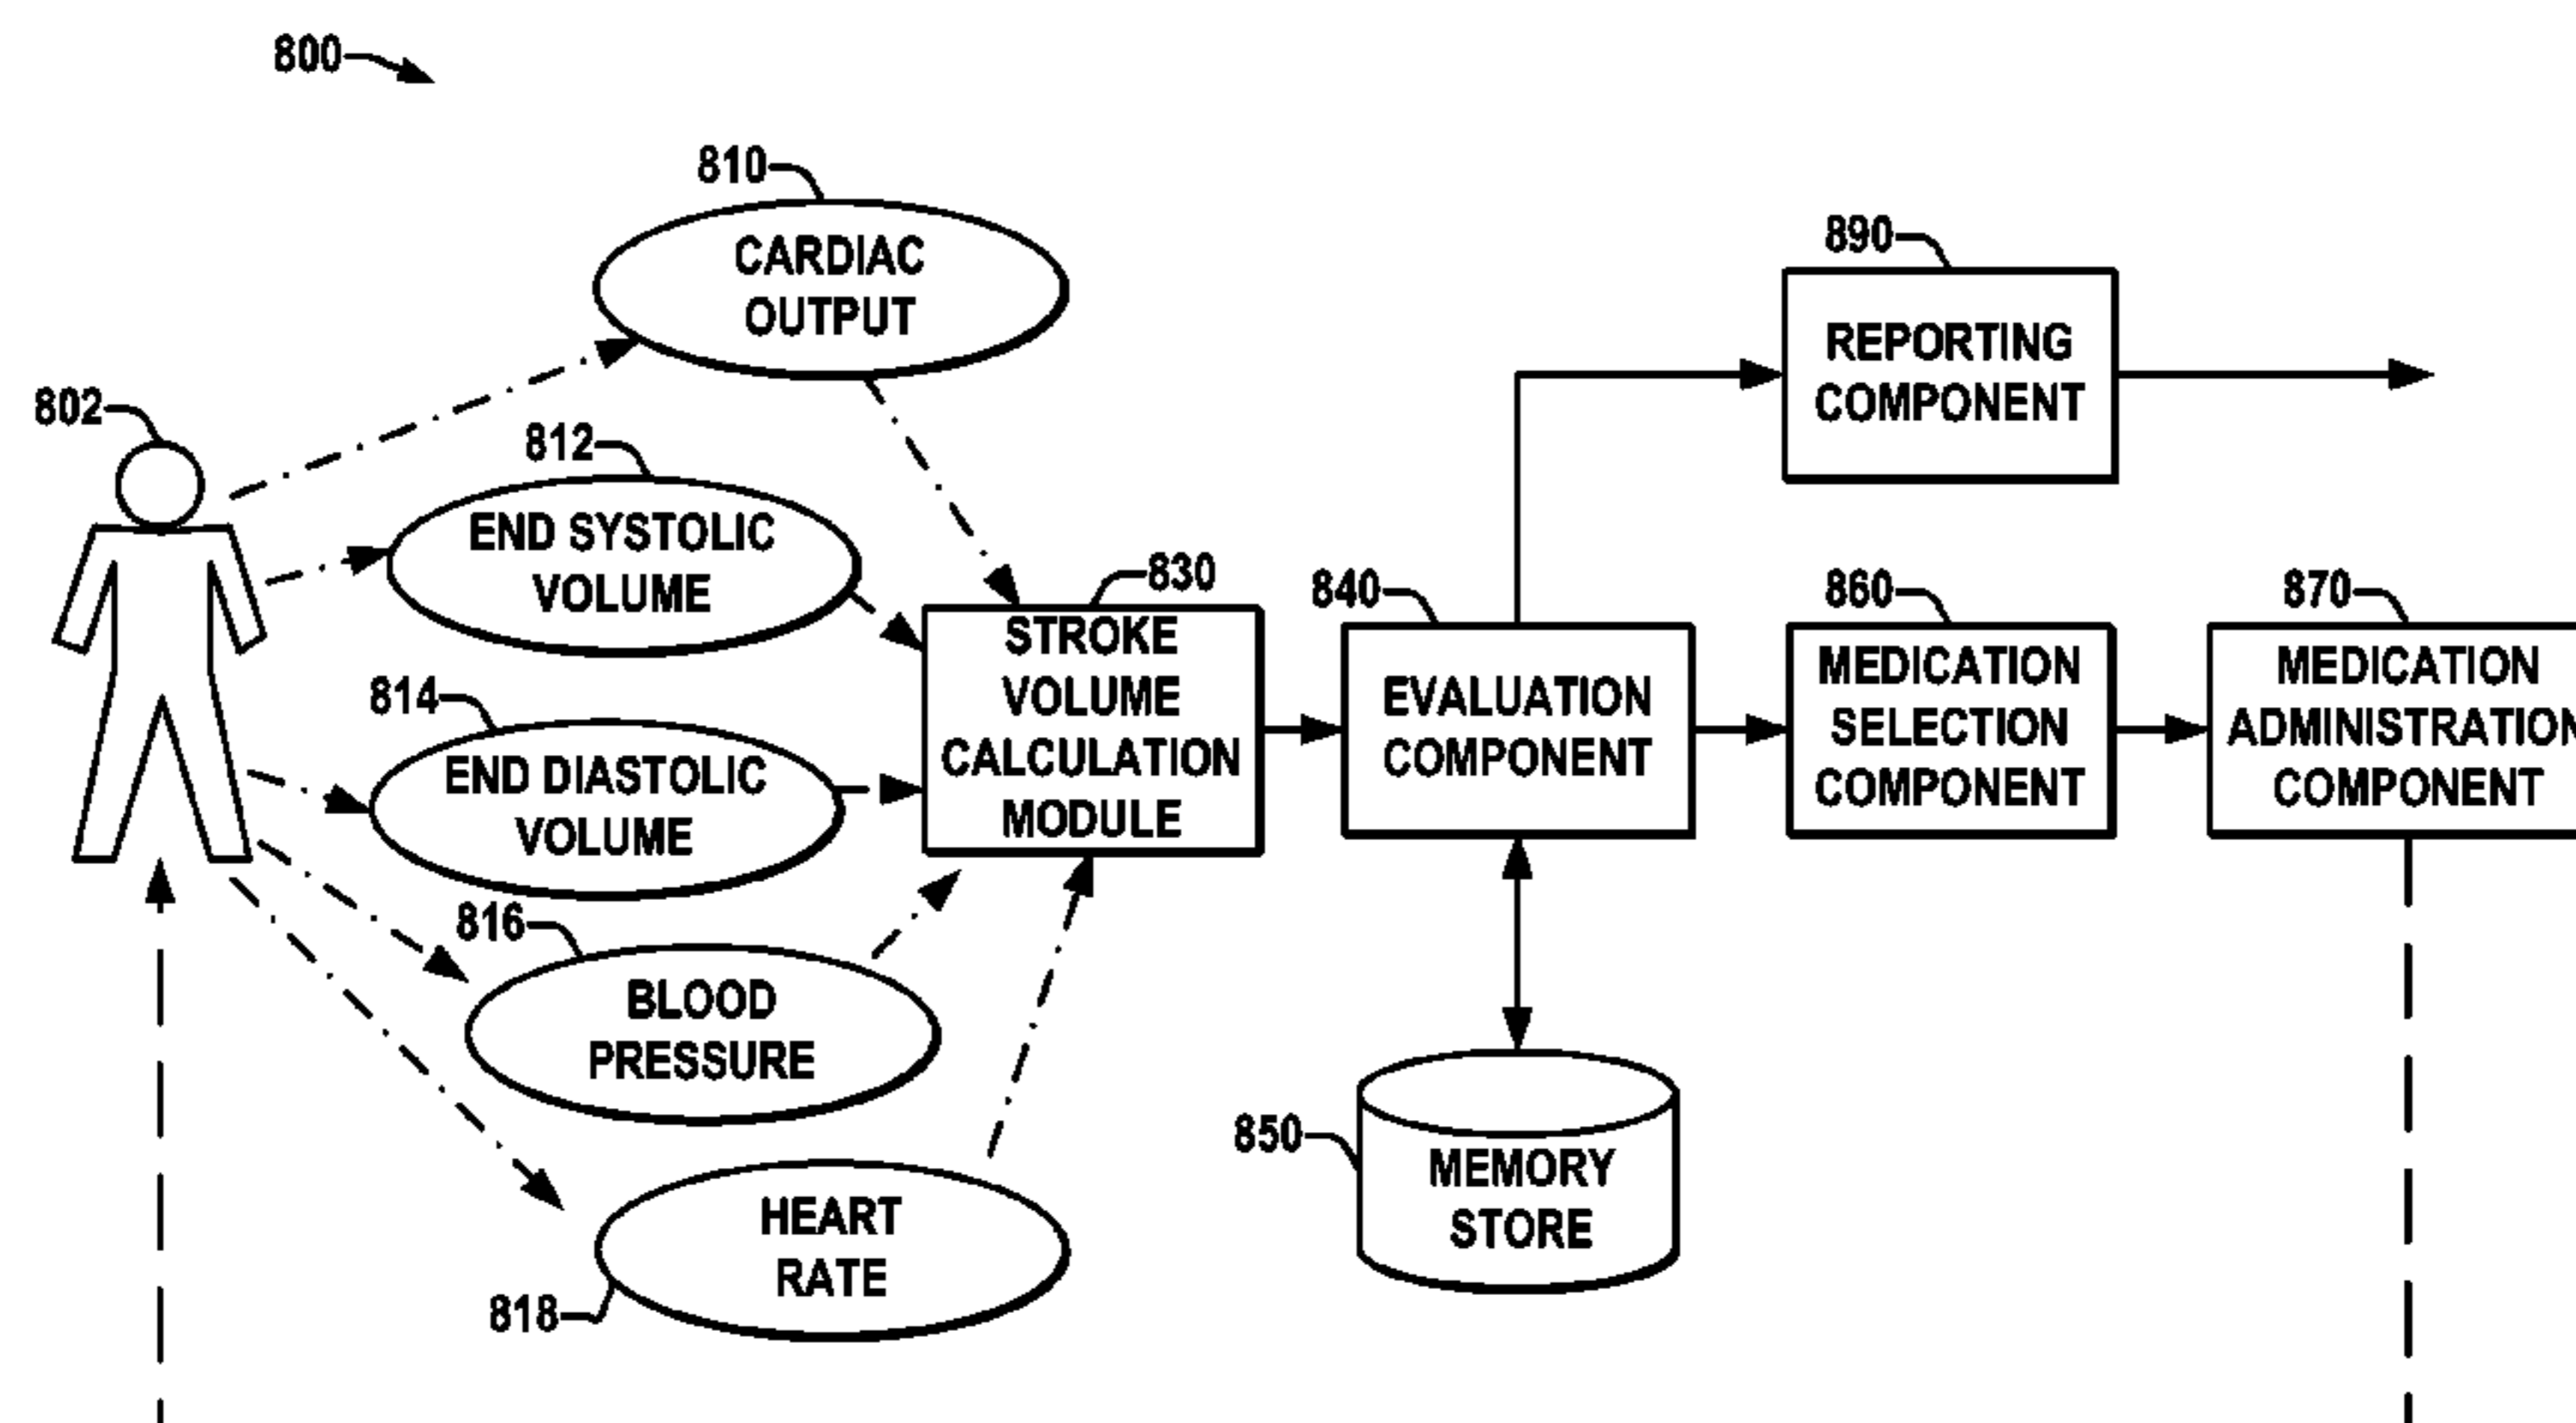 800
810
CARDIAC
OUTPUT
890
REPORTING
COMPONENT
802
812
END SYSTOLIC
VOLUME
830
STROKE
VOLUME
CALCULATION
MODULE
840
EVALUATION
COMPONENT
860
MEDICATION
SELECTION
COMPONENT
870
MEDICATION
ADMINISTRATION
COMPONENT
814
END DIASTOLIC
VOLUME
816
BLOOD
PRESSURE
850
MEMORY
STORE
HEART
RATE
818